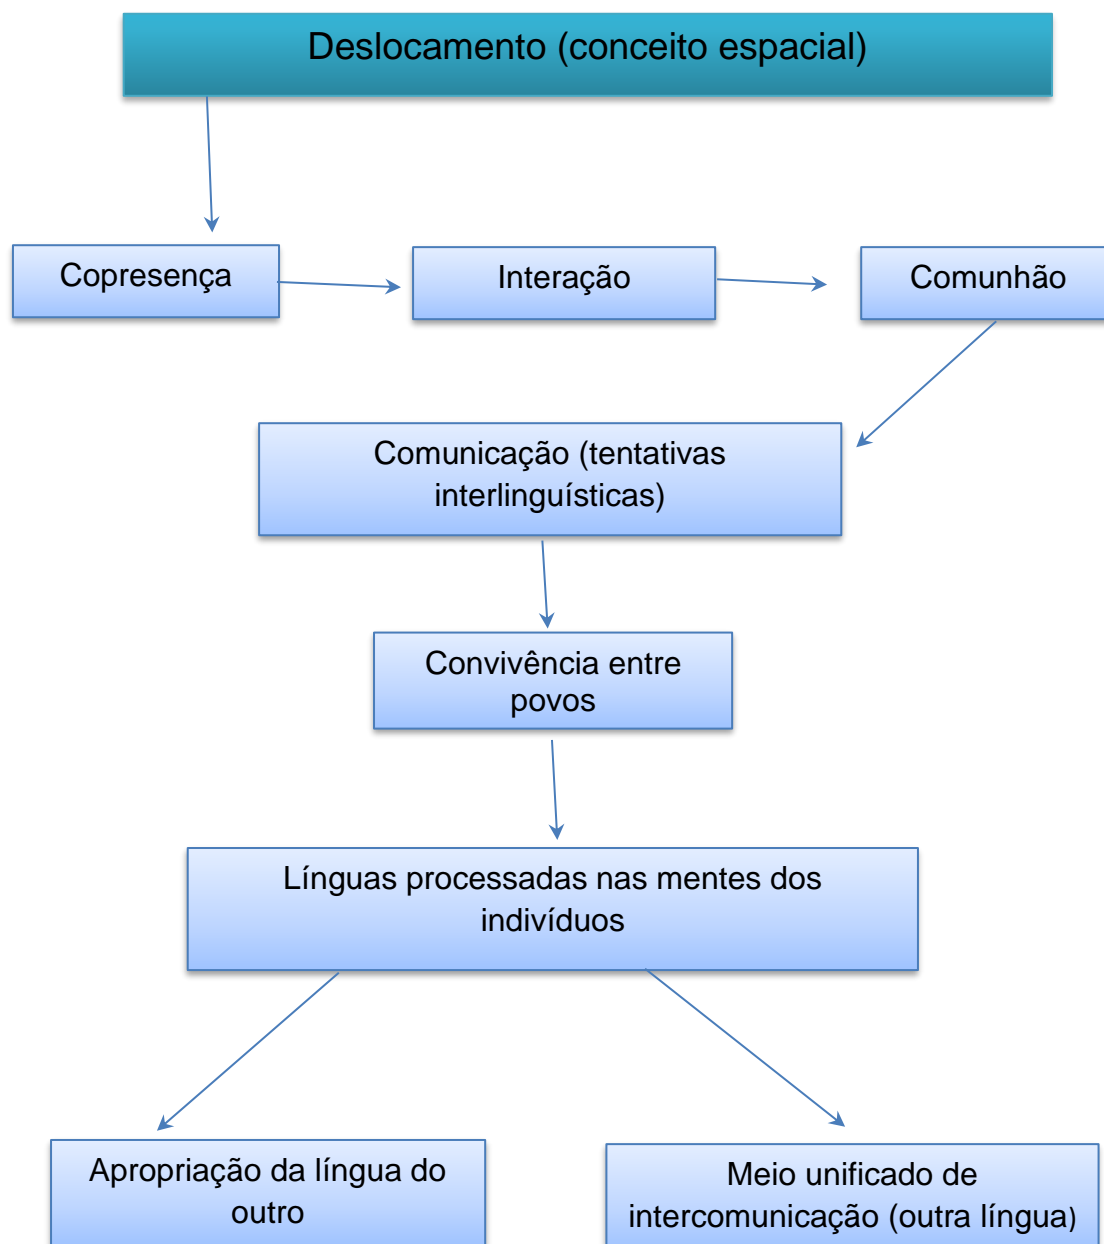 Deslocamento (conceito espacial)
Copresença
Interação
Comunhão
Comunicação (tentativas
interlinguísticas)
Convivência entre
povos
Línguas processadas nas mentes dos
indivíduos
Apropriação da língua do
outro
Meio unificado de
intercomunicação (outra língua)